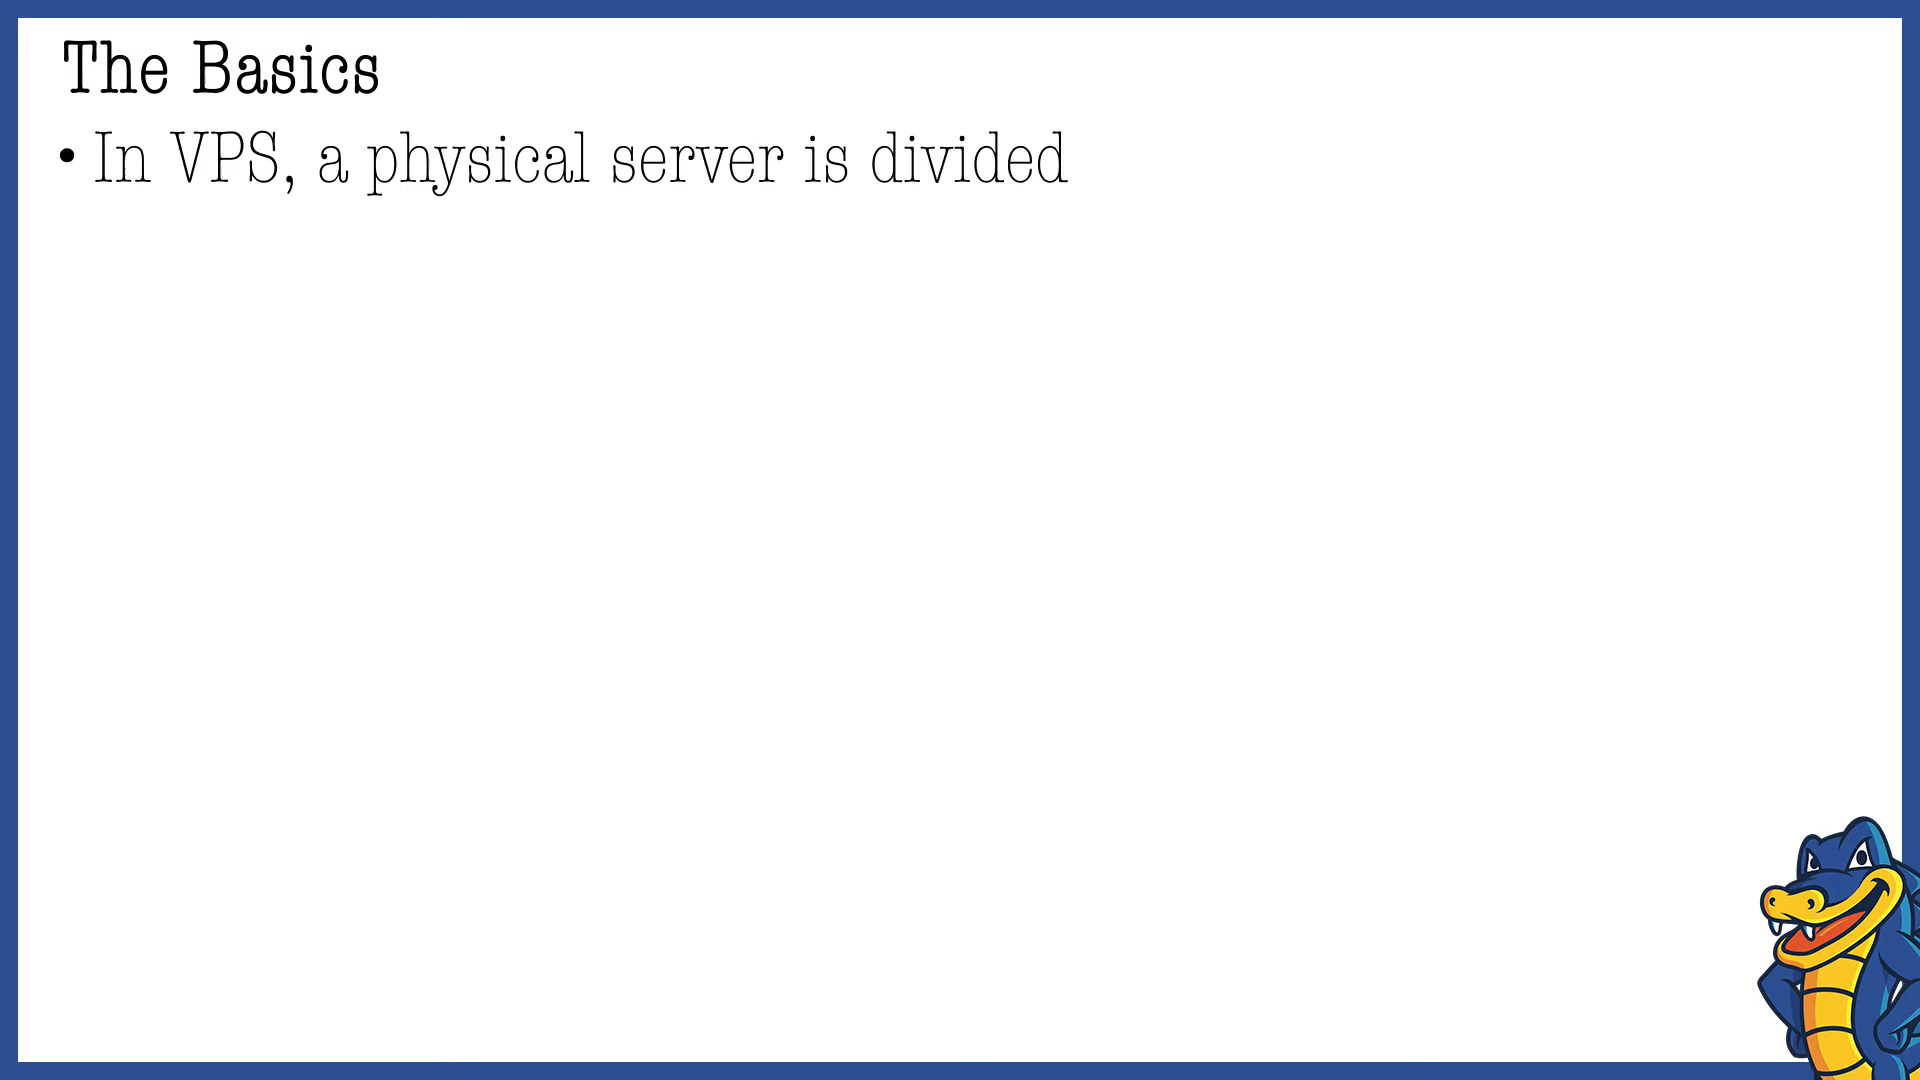 The Basics
• In VPS, a physical server is divided